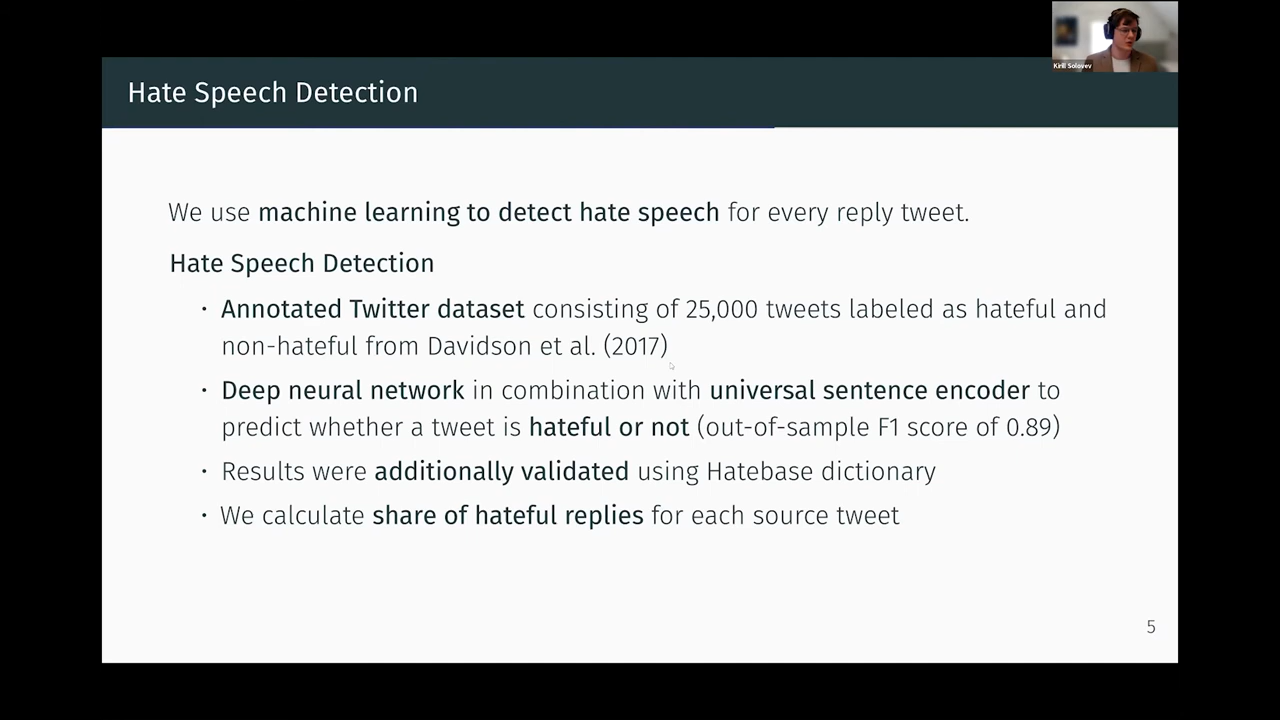 Kirill Solovev
Hate Speech Detection
We use machine learning to detect hate speech for every reply tweet.
Hate Speech Detection
· Annotated Twitter dataset consisting of 25,000 tweets labeled as hateful and
non-hateful from Davidson et al. (2017)
· Deep neural network in combination with universal sentence encoder to
predict whether a tweet is hateful or not (out-of-sample F1 score of 0.89)
· Results were additionally validated using Hatebase dictionary
· We calculate share of hateful replies for each source tweet
5